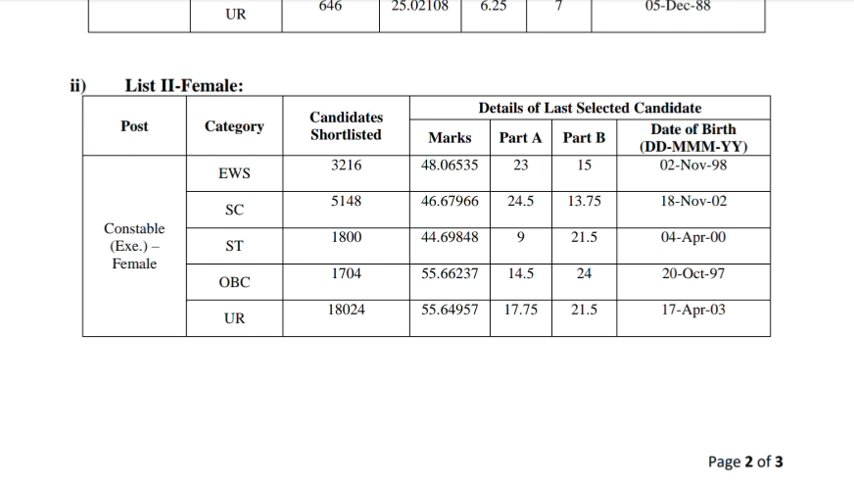 UR 646 25.02108 6.25 7 05-Dec-88
ii) List II-Female:
Post Category Candidates Shortlisted Details of Last Selected Candidate
Marks Part A Part B Date of Birth (DD-MMM-YY)
Constable (Exe.) – Female
EWS 3216 48.06535 23 15 02-Nov-98
SC 5148 46.67966 24.5 13.75 18-Nov-02
ST 1800 44.69848 9 21.5 04-Apr-00
OBC 1704 55.66237 14.5 24 20-Oct-97
UR 18024 55.64957 17.75 21.5 17-Apr-03
Page 2 of 3